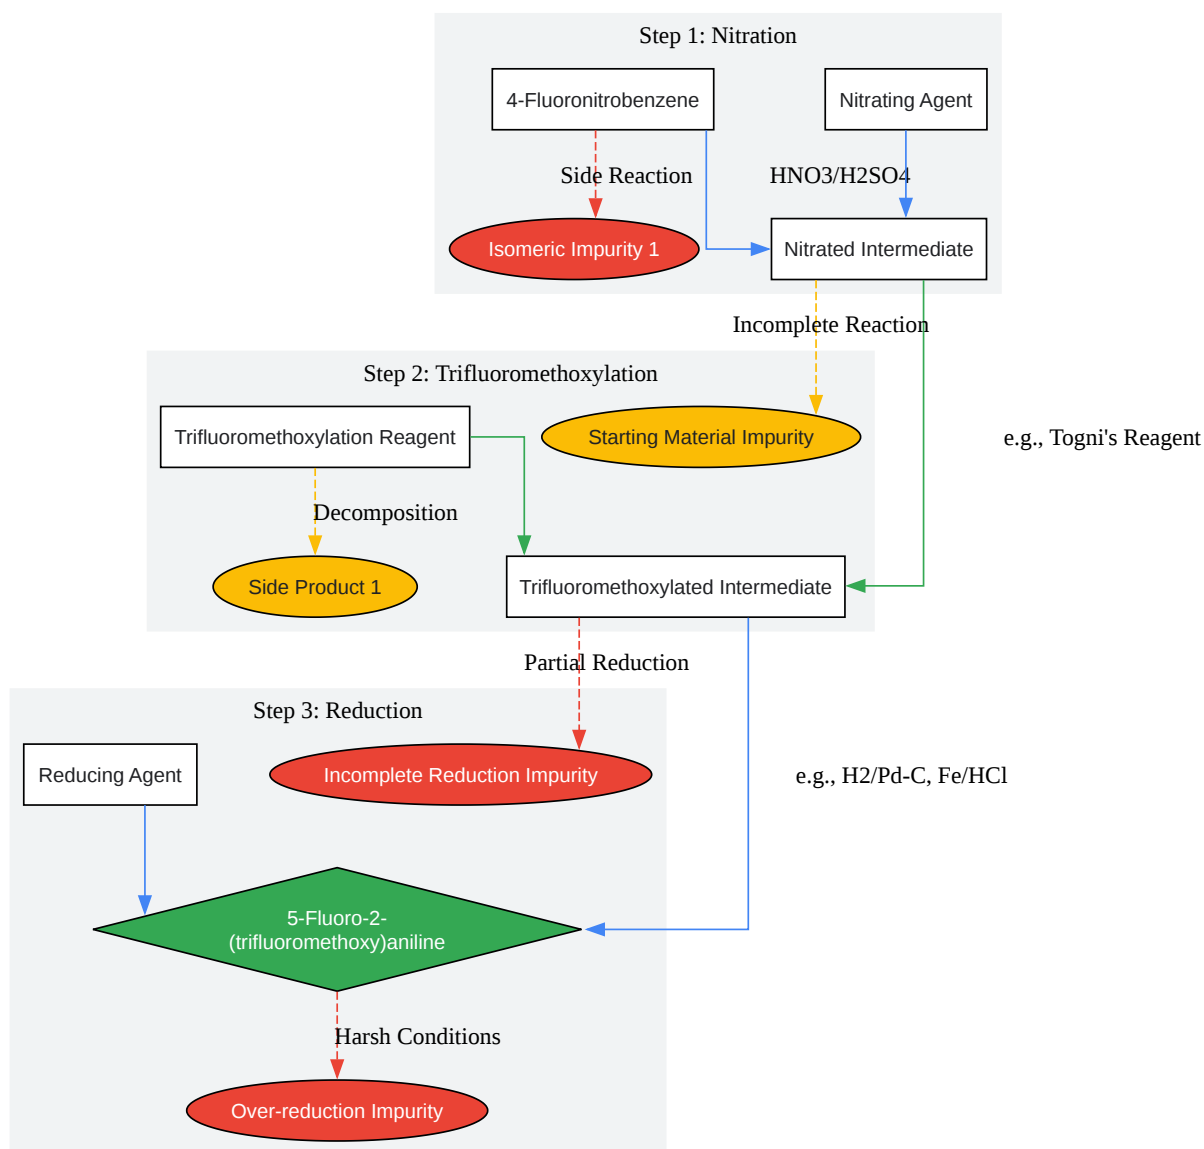 Step 1: Nitration
4-Fluoronitrobenzene
Nitrating Agent
Side Reaction
HNO3/H2SO4
Isomeric Impurity 1
Nitrated Intermediate
Incomplete Reaction
Step 2: Trifluoromethoxylation
Trifluoromethoxylation Reagent
Starting Material Impurity
e.g., Togni's Reagent
Decomposition
Side Product 1
Trifluoromethoxylated Intermediate
Partial Reduction
Step 3: Reduction
Reducing Agent
Incomplete Reduction Impurity
e.g., H2/Pd-C, Fe/HCl
5-Fluoro-2-
(trifluoromethoxy)aniline
Harsh Conditions
Over-reduction Impurity